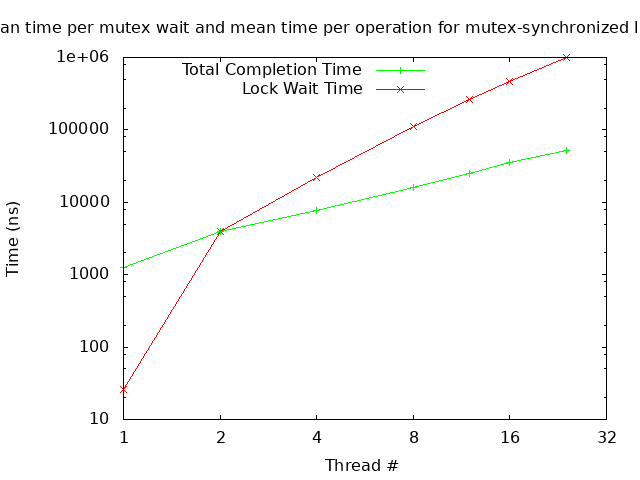 an time per mutex wait and mean time per operation for mutex-synchronized
1e+06
Total Completion Time
Lock Wait Time
100000
10000
Time (ns)
1000
100
10
1 2 4 8 16 32
Thread #